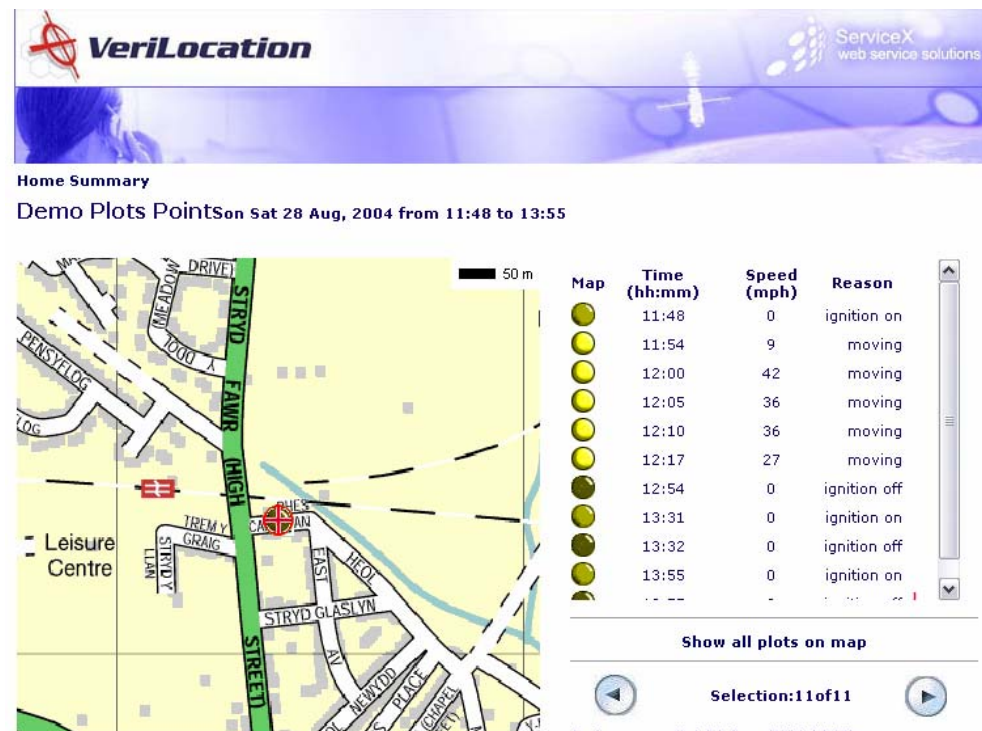 VeriLocation
ServiceX
web service solutions
Home Summary
Demo Plots Pointson Sat 28 Aug, 2004 from 11:48 to 13:55
50 m
(MEADOW
DRIVE)
Y DDOL
PENSYFLOG
STRYD
FAWR
(HIGH
STREET)
RHES
TREM Y
GRAIG
STRYD Y
LLAN
Leisure
Centre
EAST
AV
HEOL
STRYD GLASLYN
NEWYDD
PLACE
(CHAPEL
Map Time (hh:mm) Speed (mph) Reason
11:48 0 ignition on
11:54 9 moving
12:00 42 moving
12:05 36 moving
12:10 36 moving
12:17 27 moving
12:54 0 ignition off
13:31 0 ignition on
13:32 0 ignition off
13:55 0 ignition on
Show all plots on map
Selection:11of11